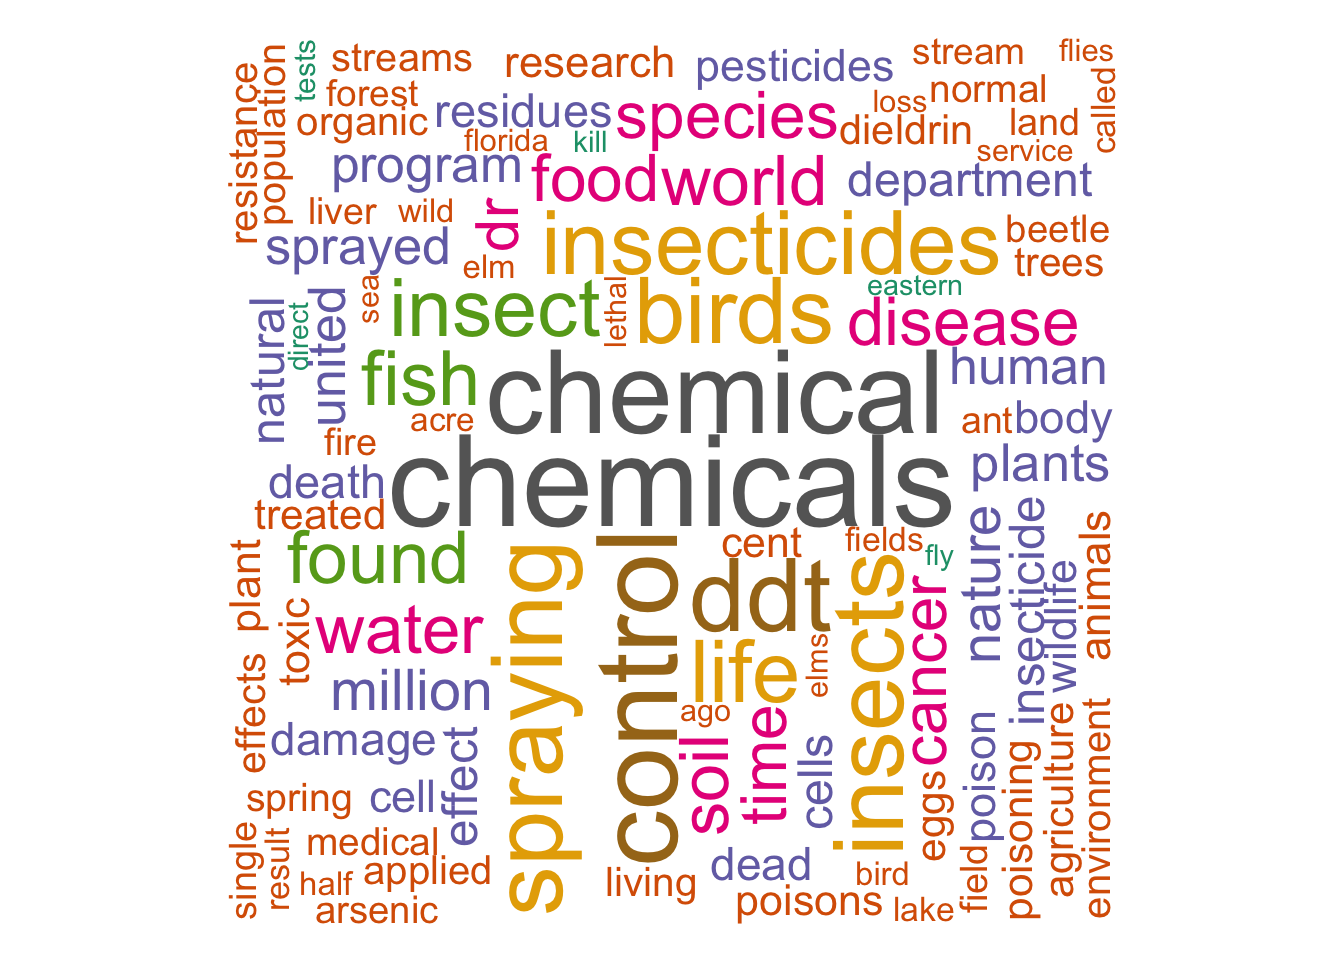 tests
streams
research
pesticides
stream
flies
resistance
population
forest
organic
residues
species
loss
normal
called
florida
kill
dieldrin
land
service
program
food
world
department
liver
wild
dr
insecticides
beetle
sprayed
elm
trees
natural
direct
united
sea
insect
lethal
birds
eastern
disease
fish
chemical
human
acre
ant
body
fire
chemicals
plants
death
treated
found
spraying
control
cent
fields
fly
ddt
insects
cancer
nature
insecticide
wildlife
animals
plant
toxic
water
life
elms
million
ago
effects
damage
effect
soil
time
cells
eggs
poison
poisoning
agriculture
environment
spring
cell
single
result
medical
half
applied
arsenic
living
dead
poisons
bird
lake
field